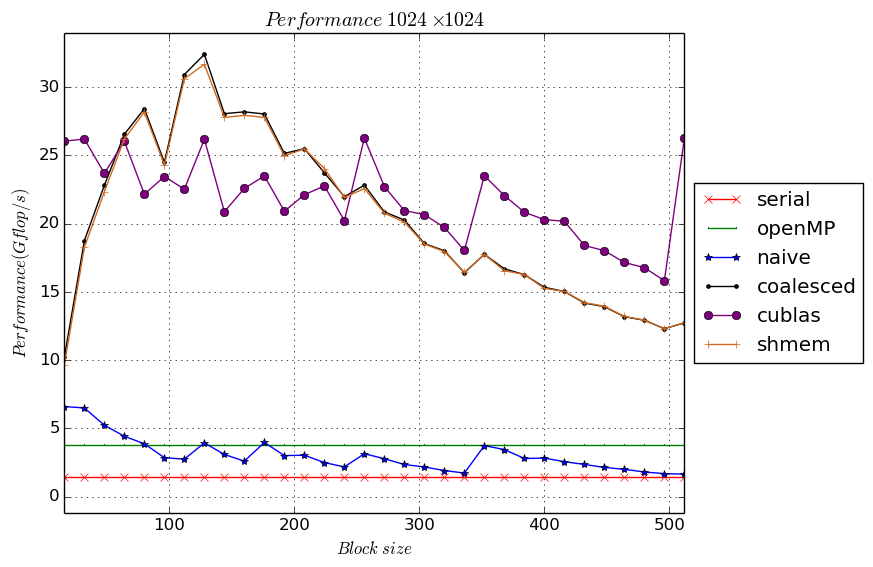 Performance 1024 ×1024
Performance(Gflop/s)
30
25
20
15
10
5
0
100 200 300 400 500
Block size
serial
openMP
naive
coalesced
cublas
shmem